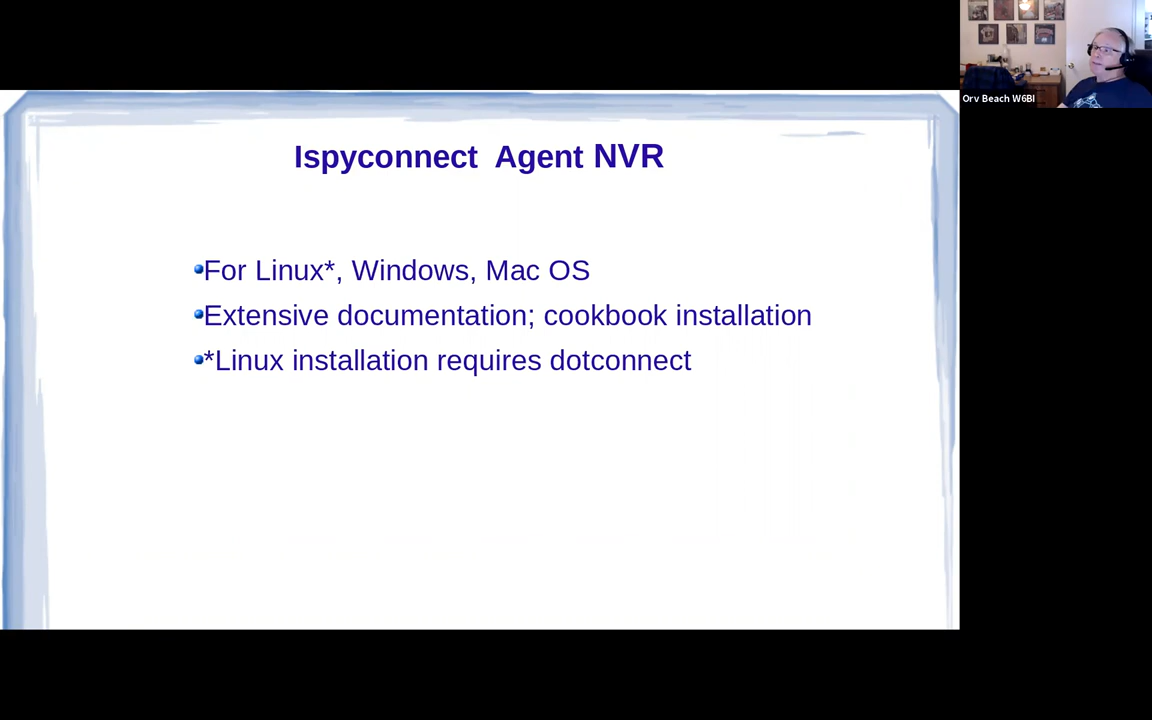 Orv Beach W6BI
Ispyconnect Agent NVR
For Linux*, Windows, Mac OS
Extensive documentation; cookbook installation
*Linux installation requires dotconnect